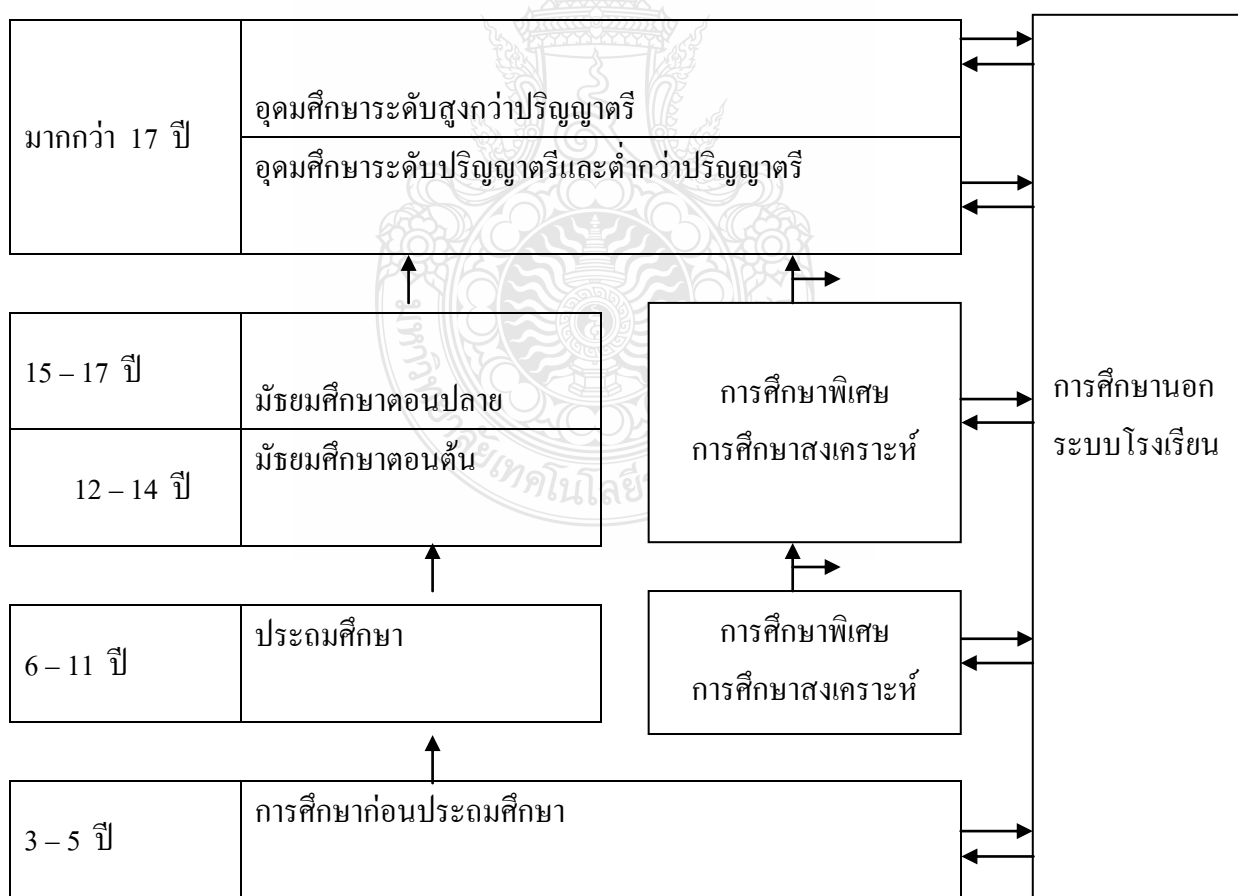 มากกว่า 17 ปี
อุดมศึกษาระดับสูงกว่าปริญญาตรี
อุดมศึกษาระดับปริญญาตรีและต่ำกว่าปริญญาตรี
15 – 17 ปี
มัธยมศึกษาตอนปลาย
12 – 14 ปี
มัธยมศึกษาตอนต้น
การศึกษาพิเศษ
การศึกษาสงเคราะห์
การศึกษานอก
ระบบโรงเรียน
6 – 11 ปี
ประถมศึกษา
การศึกษาพิเศษ
การศึกษาสงเคราะห์
3 – 5 ปี
การศึกษาก่อนประถมศึกษา